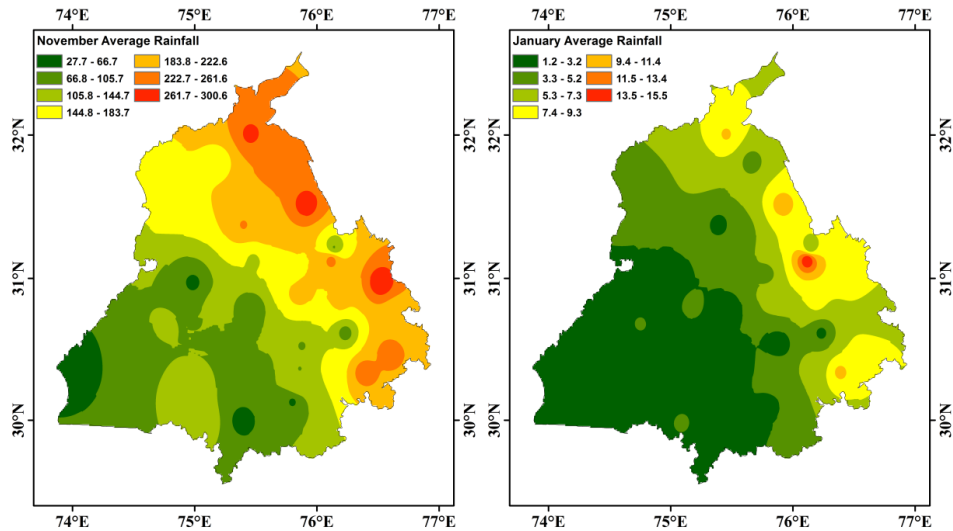 74°E 75°E 76°E 77°E
November Average Rainfall
27.7 - 66.7
66.8 - 105.7
105.8 - 144.7
144.8 - 183.7
183.8 - 222.6
222.7 - 261.6
261.7 - 300.6
32°N
31°N
30°N
32°N
31°N
30°N
74°E 75°E 76°E 77°E
74°E 75°E 76°E 77°E
January Average Rainfall
1.2 - 3.2
3.3 - 5.2
5.3 - 7.3
7.4 - 9.3
9.4 - 11.4
11.5 - 13.4
13.5 - 15.5
32°N
31°N
30°N
74°E 75°E 76°E 77°E